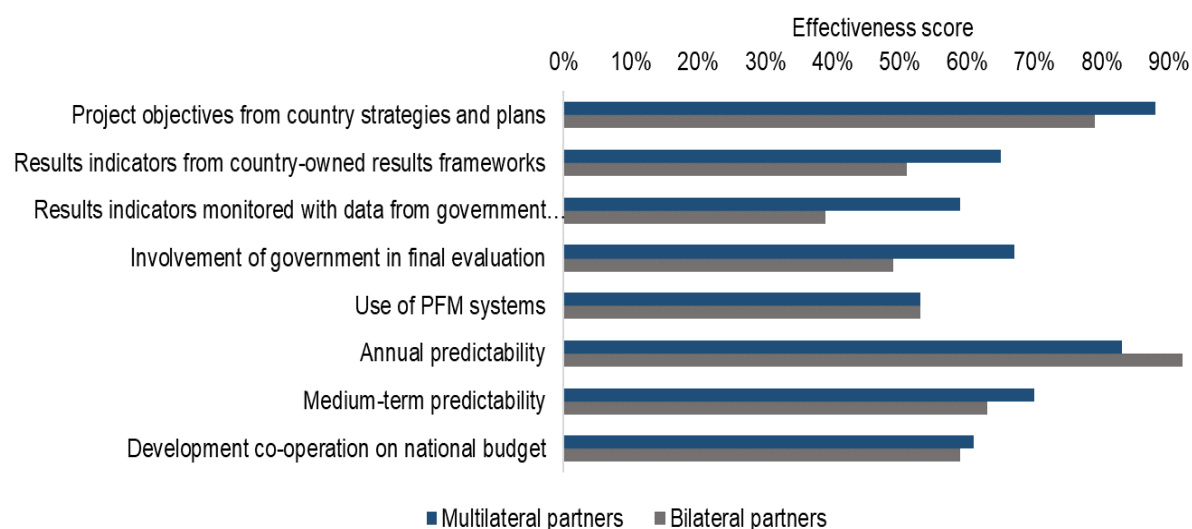 Effectiveness score
0% 10% 20% 30% 40% 50% 60% 70% 80% 90%
Project objectives from country strategies and plans
Results indicators from country-owned results frameworks
Results indicators monitored with data from government...
Involvement of government in final evaluation
Use of PFM systems
Annual predictability
Medium-term predictability
Development co-operation on national budget
Multilateral partners Bilateral partners